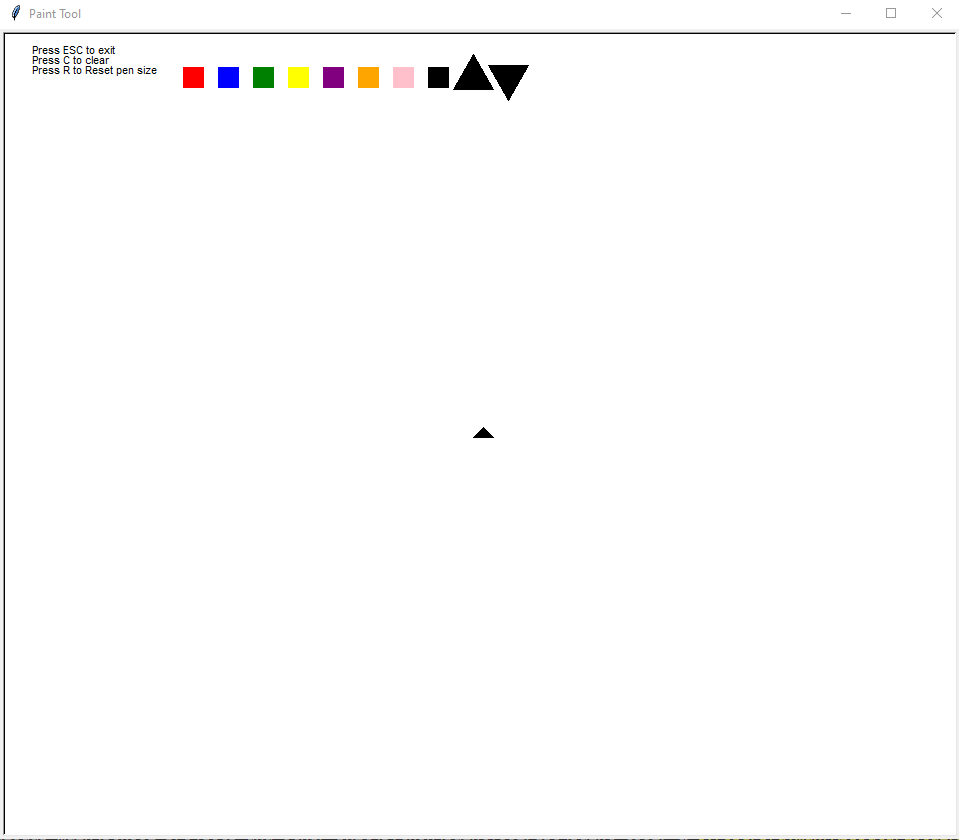 Paint Tool
Press ESC to exit
Press C to clear
Press R to Reset pen size